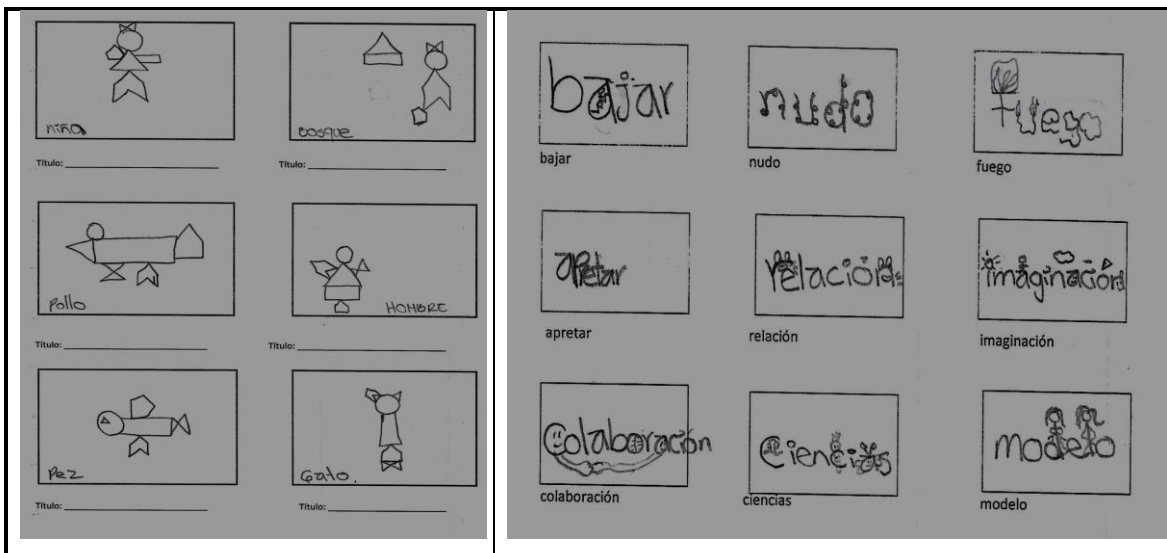 niña
bosque
Título:
Título:
Pollo
HOMBRE
Título:
Título:
Pez
Gato.
Título:
Título:
bajar
nudo
fuego
bajar
nudo
fuego
apretar
relación
imaginación
apretar
relación
imaginación
colaboración
ciencias
modelo
colaboración
ciencias
modelo